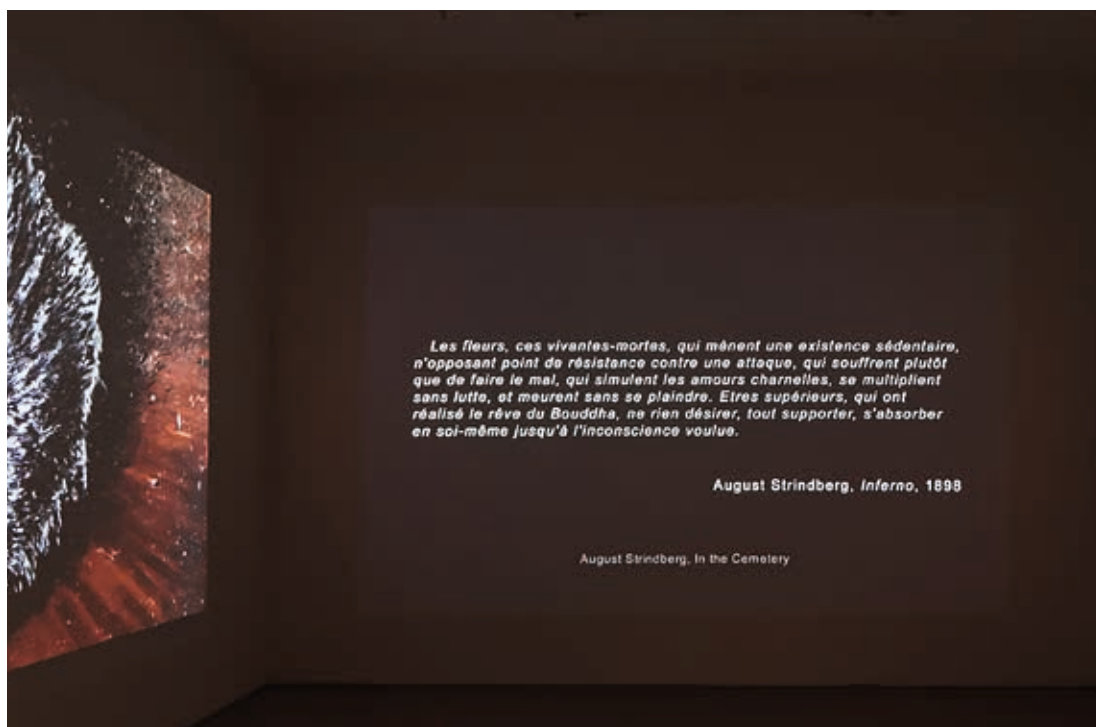 Les fleurs, ces vivantes-mortes, qui mènent une existence sédentaire,
n'opposant point de résistance contre une attaque, qui souffrent plutôt
que de faire le mal, qui simulent les amours charnelles, se multiplient
sans lutte, et meurent sans se plaindre. Etres supérieurs, qui ont
réalisé le rêve du Bouddha, ne rien désirer, tout supporter, s'absorber
en soi-même jusqu'à l'inconscience voulue.
August Strindberg, Inferno, 1898
August Strindberg, In the Cemetery